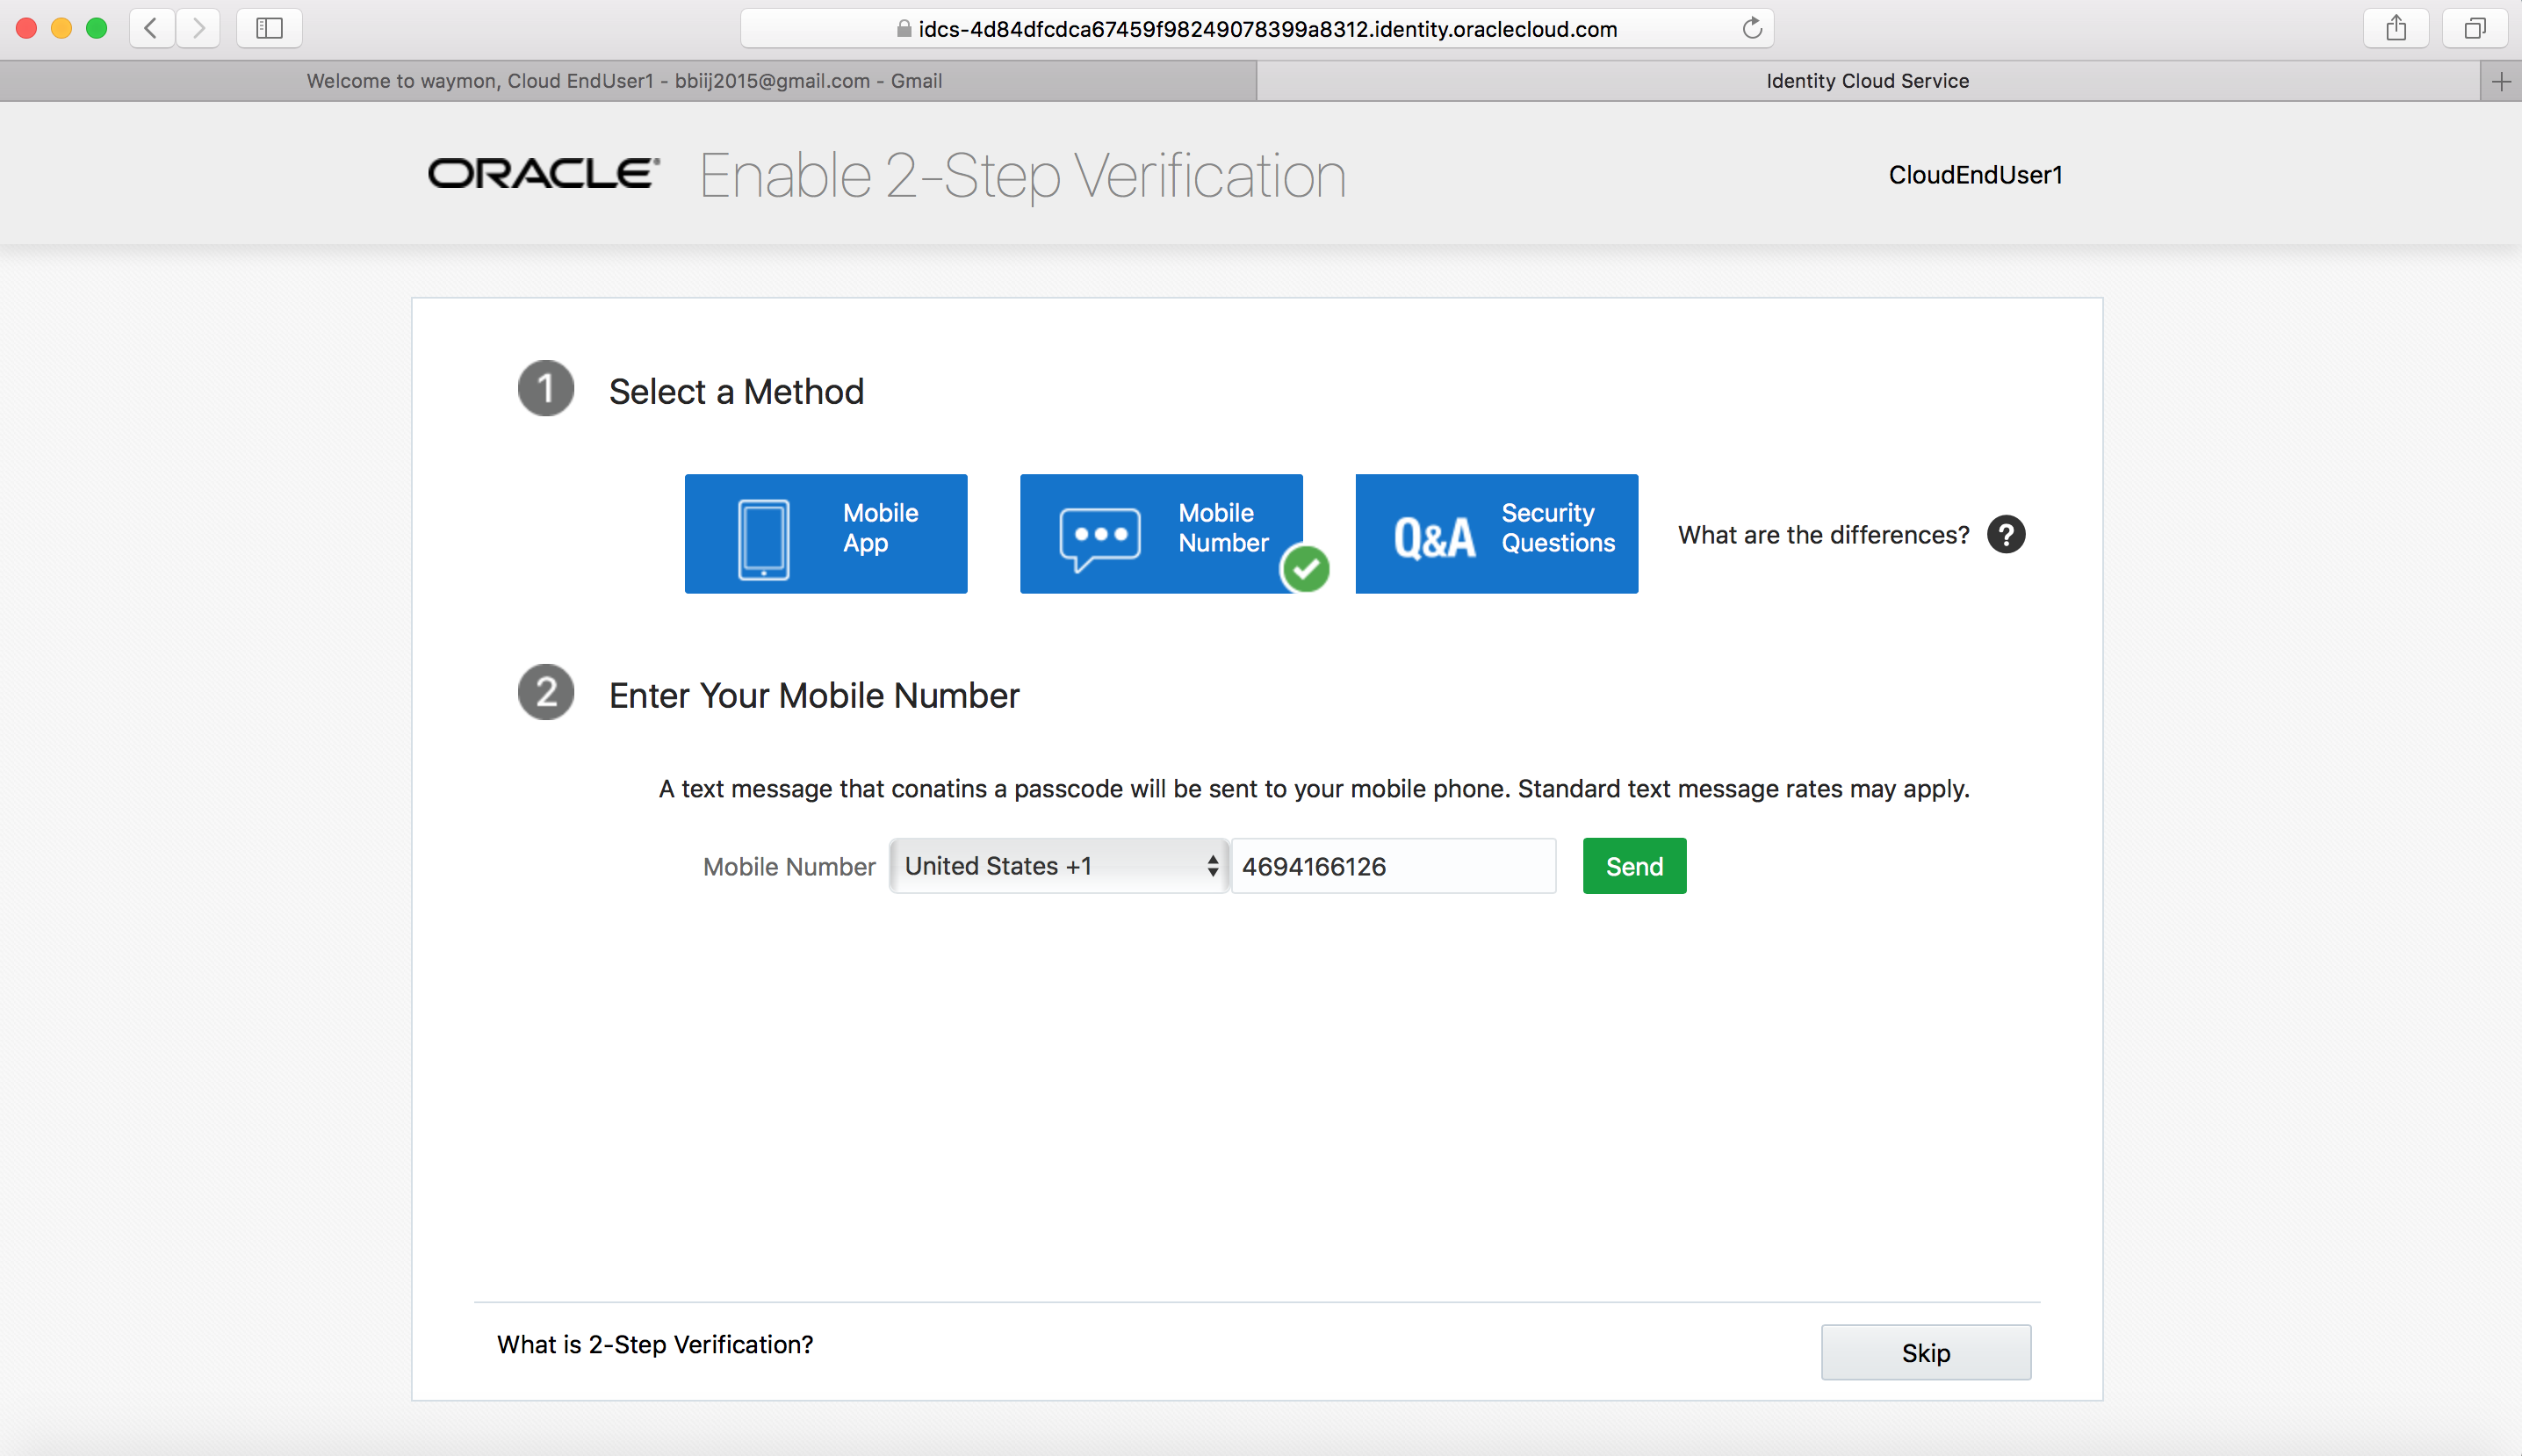 idcs-4d84dfcdca67459f98249078399a8312.identity.oraclecloud.com
Welcome to waymon, Cloud EndUser1 - bbiij2015@gmail.com - Gmail
Identity Cloud Service
ORACLE Enable 2-Step Verification
CloudEndUser1
1 Select a Method
Mobile
App
Mobile
Number
Q&A
Security
Questions
What are the differences? ?
2 Enter Your Mobile Number
A text message that conatins a passcode will be sent to your mobile phone. Standard text message rates may apply.
Mobile Number United States +1 4694166126 Send
What is 2-Step Verification?
Skip